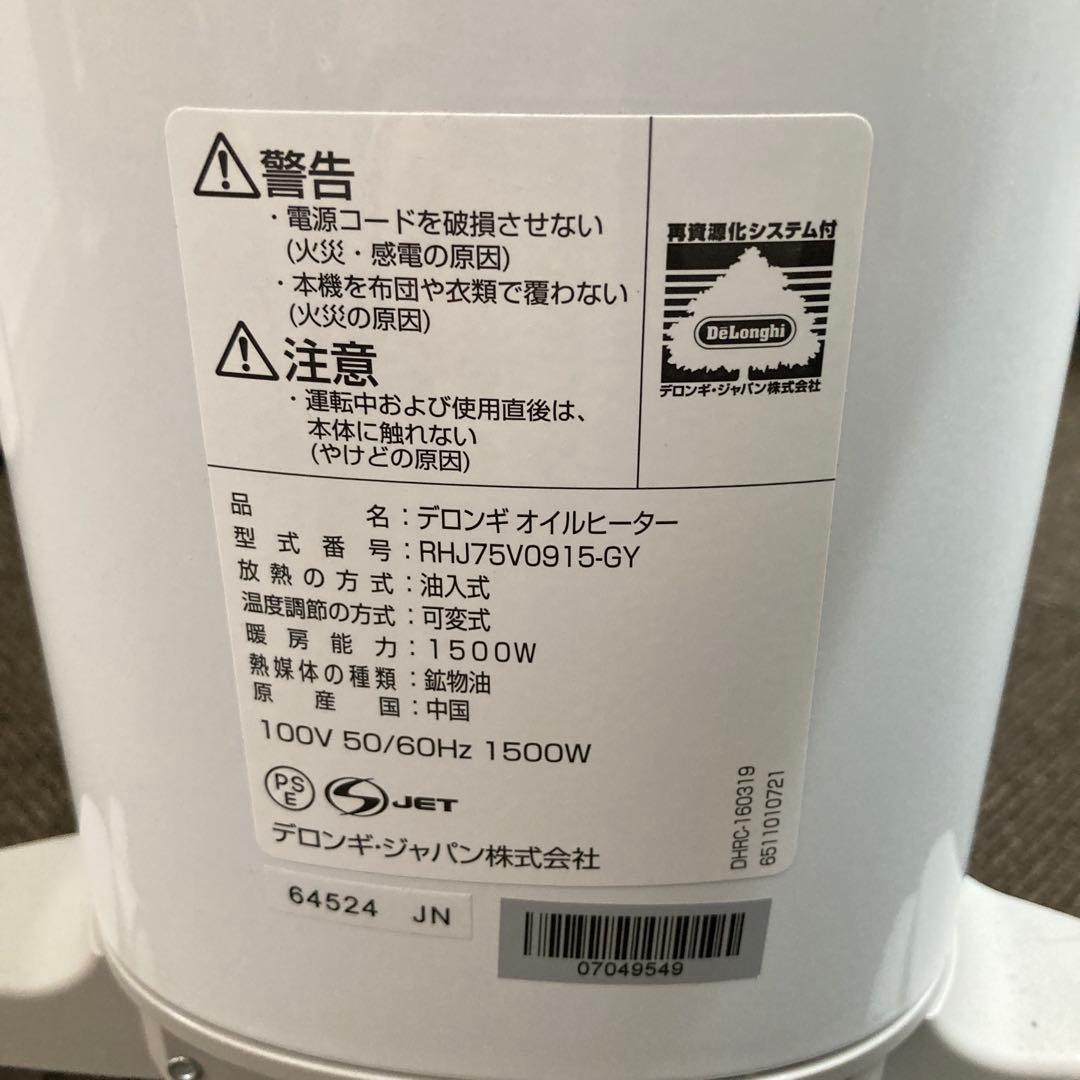 警告
・電源コードを破損させない
(火災・感電の原因)
・本機を布団や衣類で覆わない
(火災の原因)
注意
・運転中および使用直後は、
本体に触れない
(やけどの原因)
再資源化システム付
DeLonghi
デロンギ・ジャパン株式会社
品名：デロンギ オイルヒーター
型式番号：RHJ75V0915-GY
放熱の方式：油入式
温度調節の方式：可変式
暖房能力：1500W
熱媒体の種類：鉱物油
原産国：中国
100V 50/60Hz 1500W
PSE
JET
デロンギ・ジャパン株式会社
DHRC-160319
6511010721
64524 JN
07049549